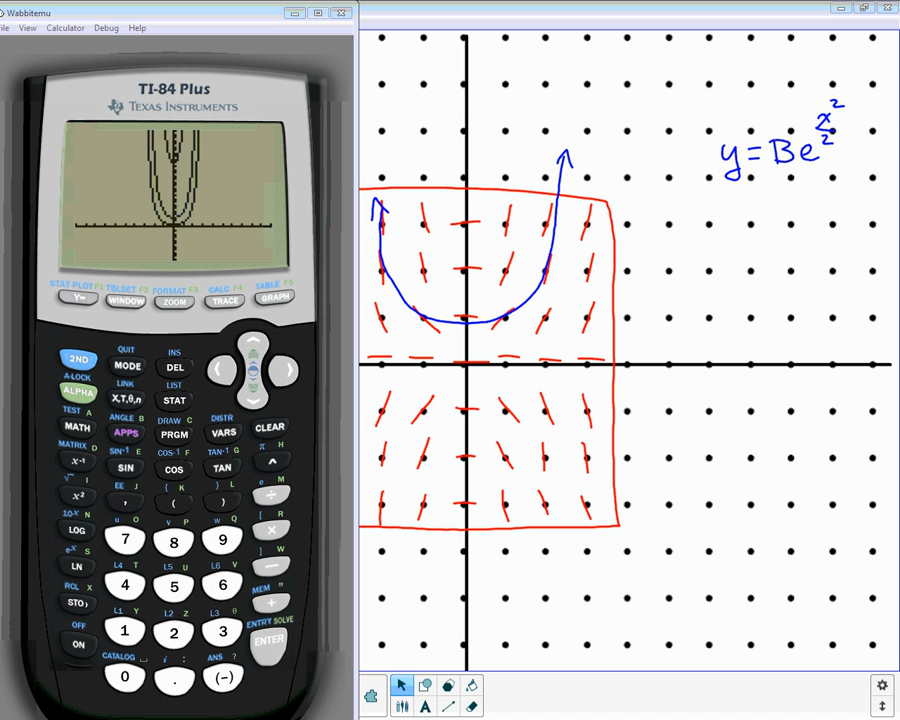 Wabbitemu
ile View Calculator Debug Help
TI-84 Plus
TEXAS INSTRUMENTS
STAT PLOT F1 TBLSET F2 FORMAT F3 CALC F4 TABLE F5
Y= WINDOW ZOOM TRACE GRAPH
QUIT INS
2ND MODE DEL
A-LOCK LINK LIST
ALPHA X,T,θ,n STAT
TEST A ANGLE B DRAW C DISTR
MATH APPS PRGM VARS CLEAR
MATRIX D SIN⁻¹ E COS⁻¹ F TAN⁻¹ G π H
x⁻¹ SIN COS TAN ^
√ I EE J { K } L e M
x² , ( ) ÷
10ˣ N u O v P w Q [ R
LOG 7 8 9 ×
eˣ S L4 T L5 U L6 V ] W
LN 4 5 6 −
RCL X L1 Y L2 Z L3 θ MEM "
STO› 1 2 3 +
OFF CATALOG ⎵ i : ANS ? ENTRY SOLVE
ON 0 . (-) ENTER
y = Be^(x²/2)
A